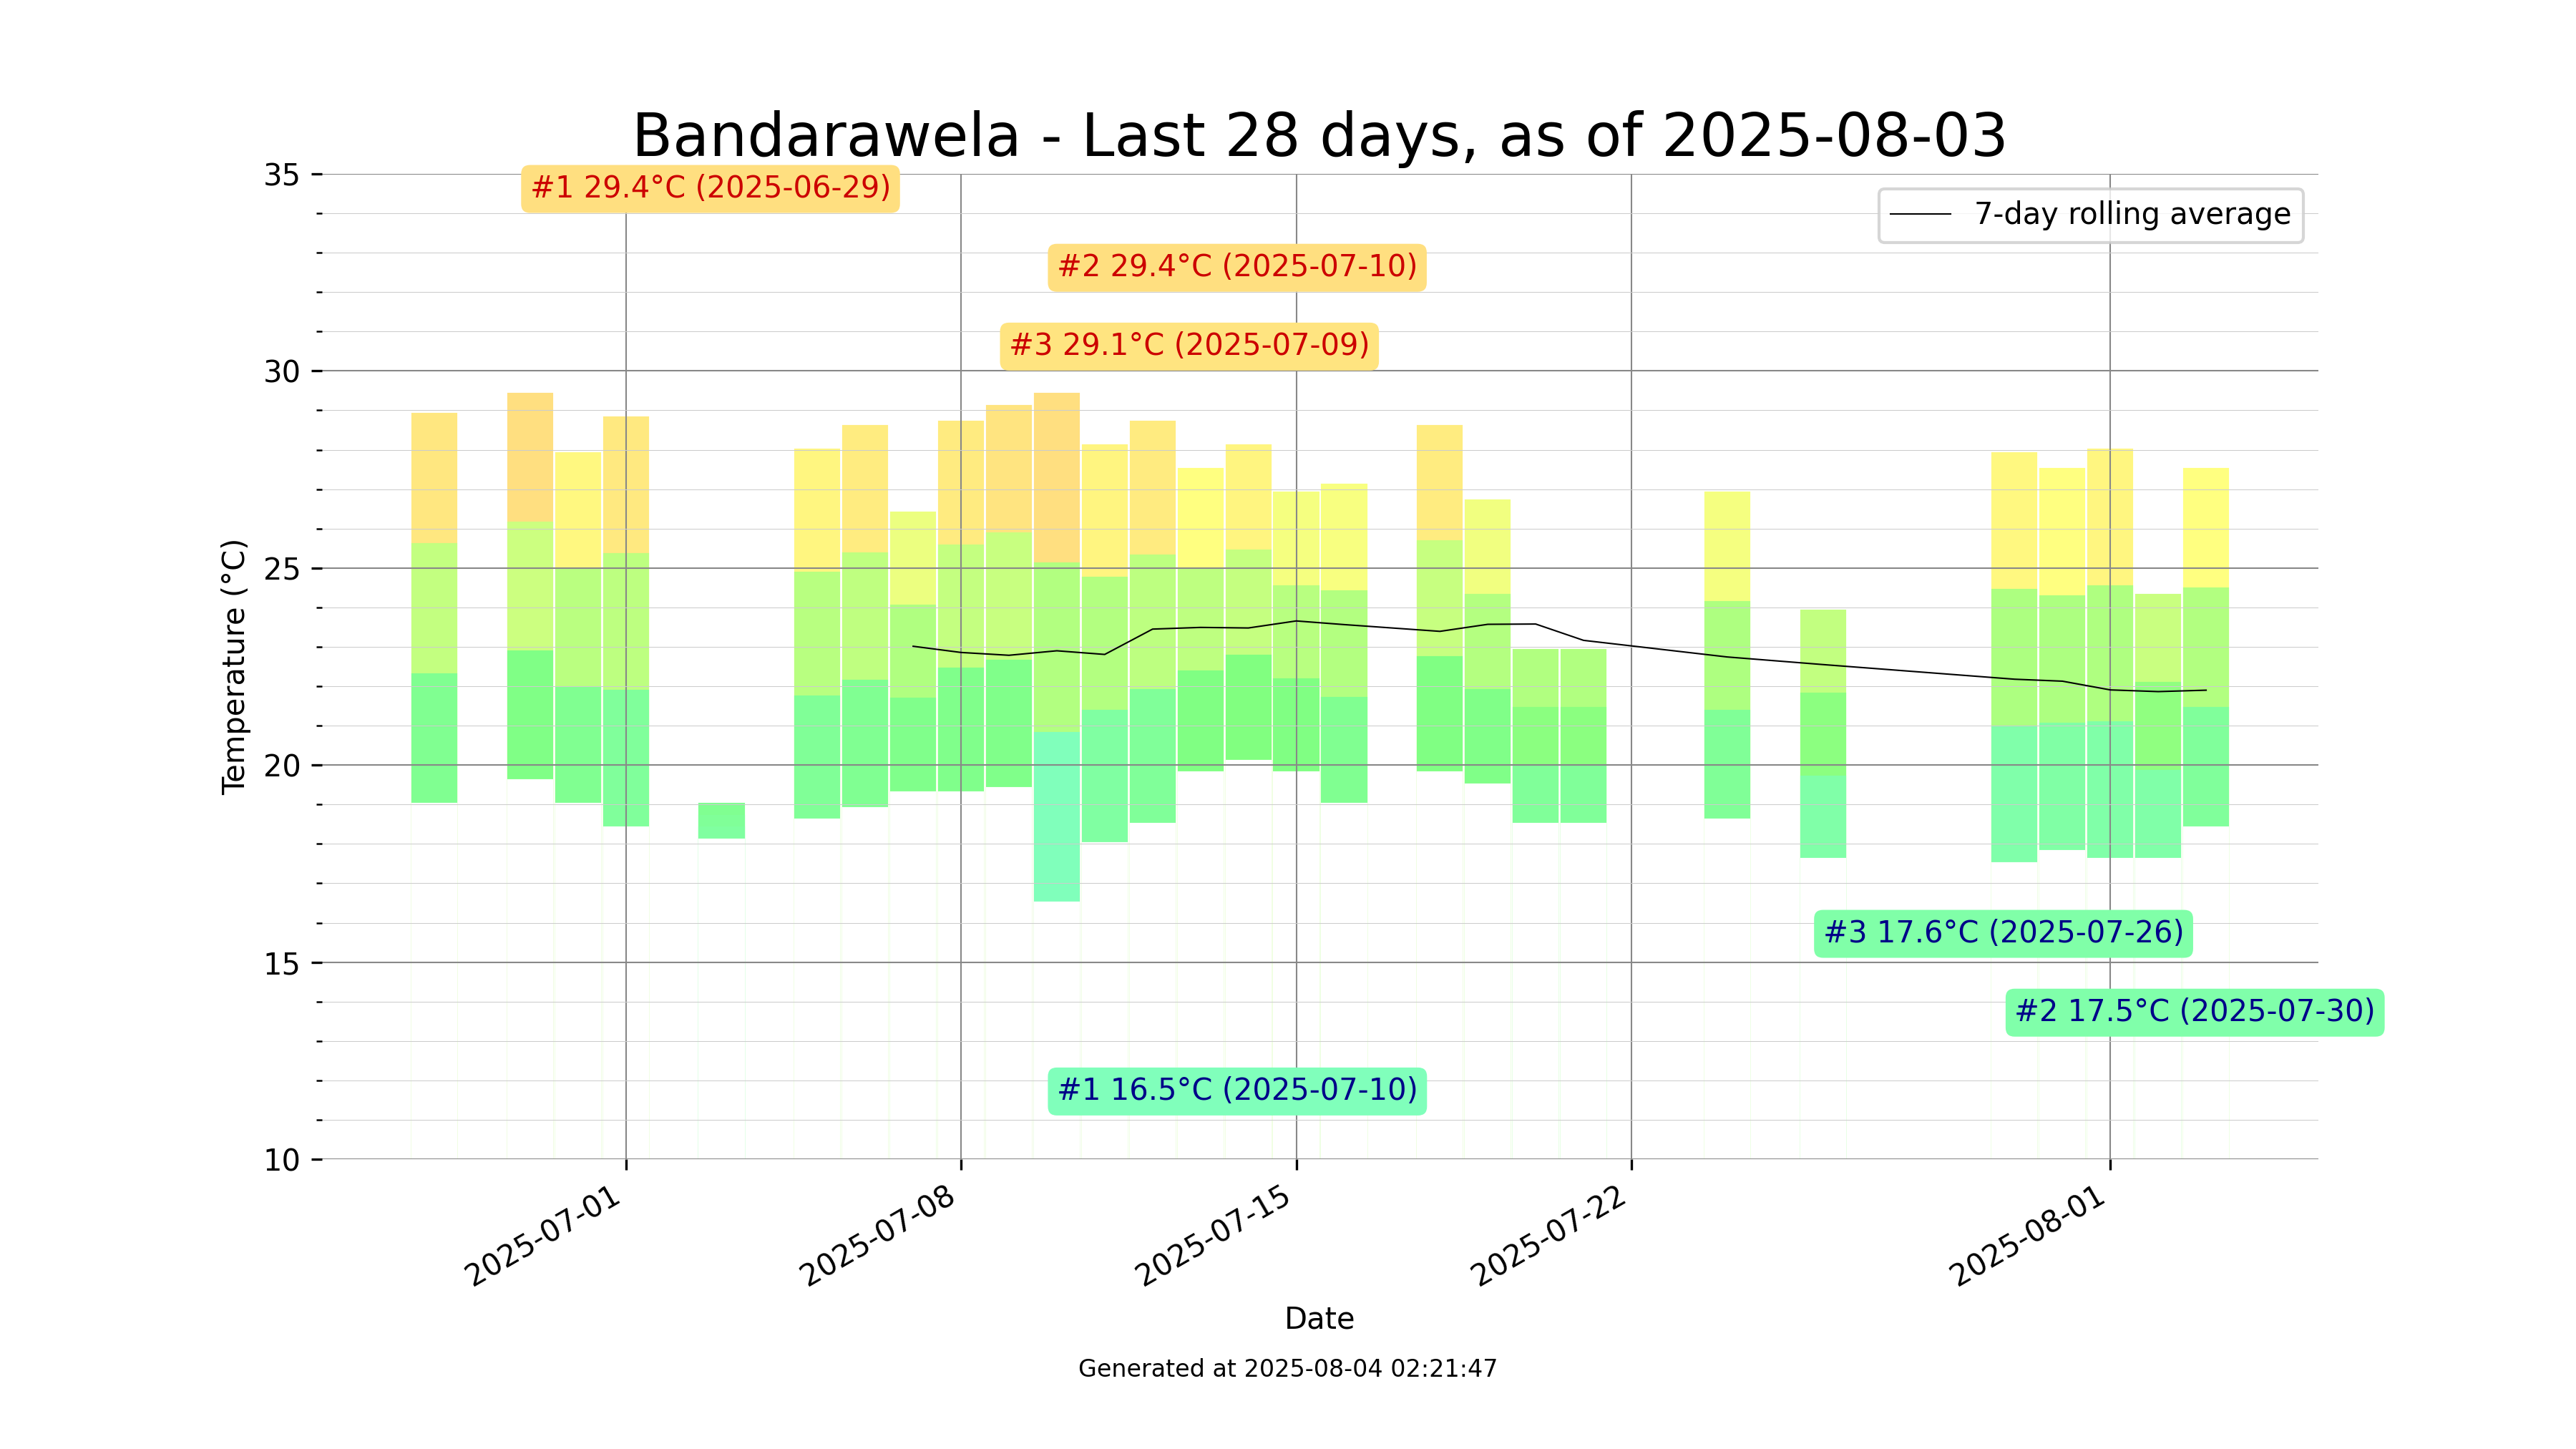 Bandarawela - Last 28 days, as of 2025-08-03
35
#1 29.4°C (2025-06-29)
7-day rolling average
#2 29.4°C (2025-07-10)
#3 29.1°C (2025-07-09)
30
25
Temperature (°C)
20
#3 17.6°C (2025-07-26)
15
#2 17.5°C (2025-07-30)
#1 16.5°C (2025-07-10)
10
2025-07-01
2025-07-08
2025-07-15
2025-07-22
2025-08-01
Date
Generated at 2025-08-04 02:21:47